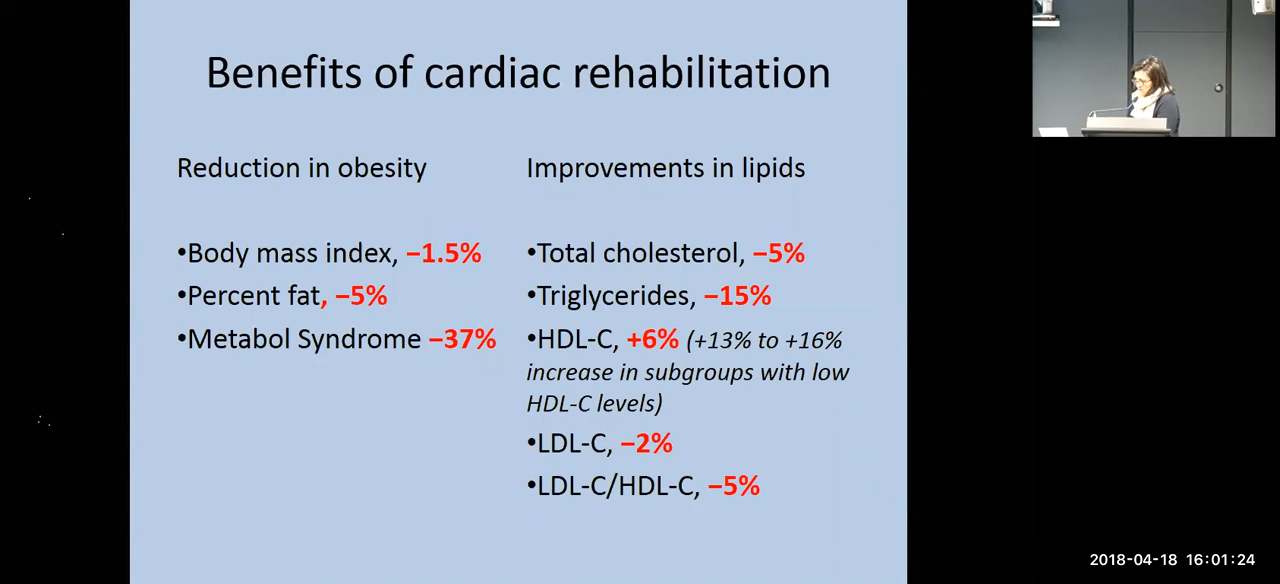 Benefits of cardiac rehabilitation
Reduction in obesity
•Body mass index, −1.5%
•Percent fat, −5%
•Metabol Syndrome −37%
Improvements in lipids
•Total cholesterol, −5%
•Triglycerides, −15%
•HDL-C, +6% (+13% to +16%
increase in subgroups with low
HDL-C levels)
•LDL-C, −2%
•LDL-C/HDL-C, −5%
2018-04-18 16:01:24